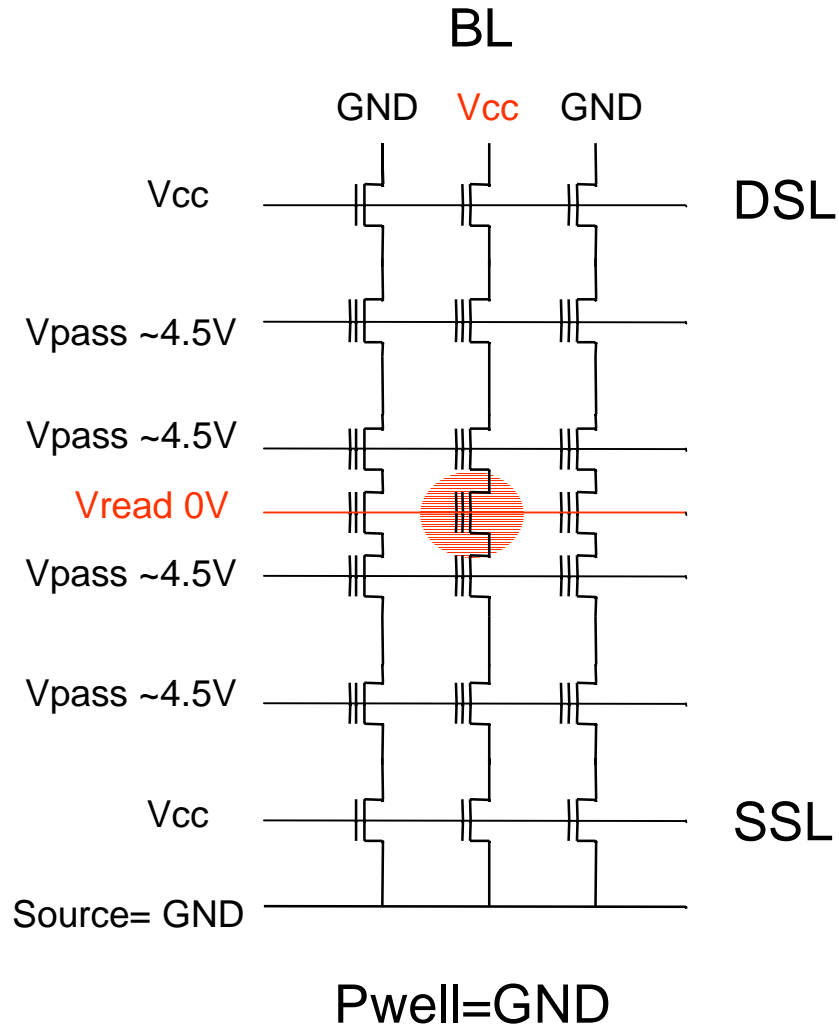 BL
GND Vcc GND
Vcc DSL
Vpass ~4.5V
Vpass ~4.5V
Vread 0V
Vpass ~4.5V
Vpass ~4.5V
Vcc SSL
Source= GND
Pwell=GND